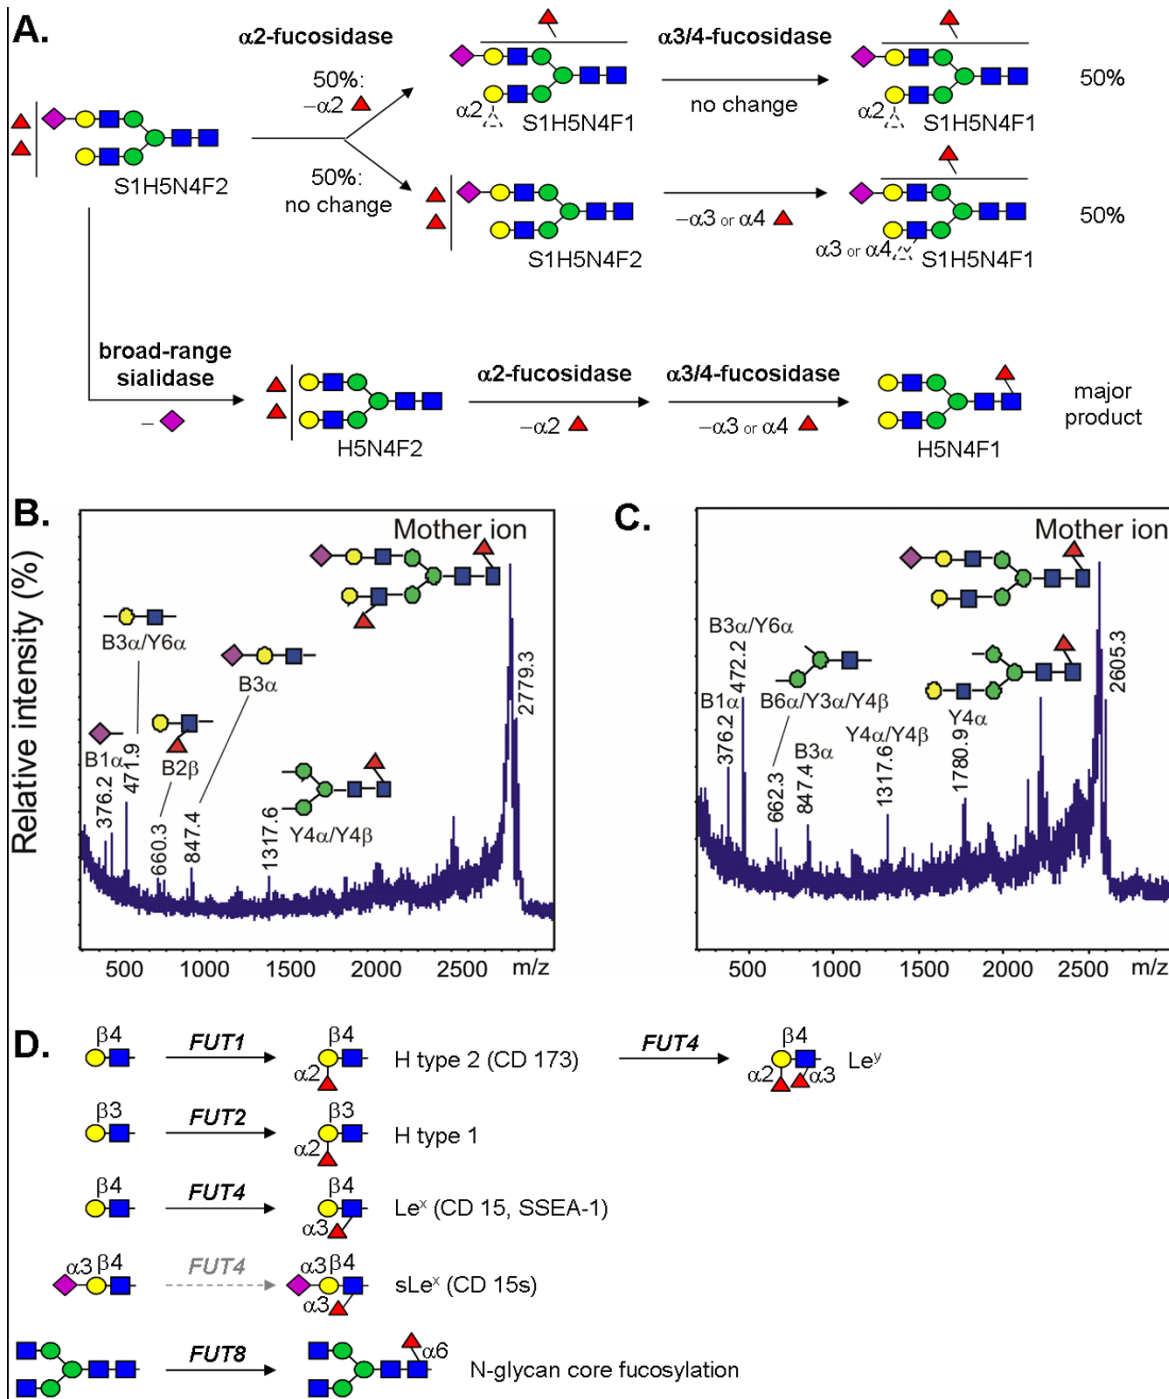 A.
α2-fucosidase
α3/4-fucosidase
50%:
−α2
α2
no change
50%
S1H5N4F1
S1H5N4F1
S1H5N4F2
50%:
no change
−α3 or α4
α3 or α4
50%
S1H5N4F2
S1H5N4F1
broad-range
sialidase
−
α2-fucosidase
α3/4-fucosidase
−α2
−α3 or α4
major
product
H5N4F2
H5N4F1
B.
Relative intensity (%)
Mother ion
B3α/Y6α
B3α
B1α
B2β
Y4α/Y4β
376.2
471.9
660.3
847.4
1317.6
2779.3
500 1000 1500 2000 2500 m/z
C.
Mother ion
B3α/Y6α
B1α
B6α/Y3α/Y4β
B3α
Y4α/Y4β
Y4α
376.2
472.2
662.3
847.4
1317.6
1780.9
2605.3
500 1000 1500 2000 2500 m/z
D.
β4 FUT1 β4 α2 H type 2 (CD 173) FUT4 β4 α2 α3 Leʸ
β3 FUT2 β3 α2 H type 1
β4 FUT4 β4 α3 Leˣ (CD 15, SSEA-1)
α3 β4 FUT4 α3 β4 α3 sLeˣ (CD 15s)
FUT8 α6 N-glycan core fucosylation